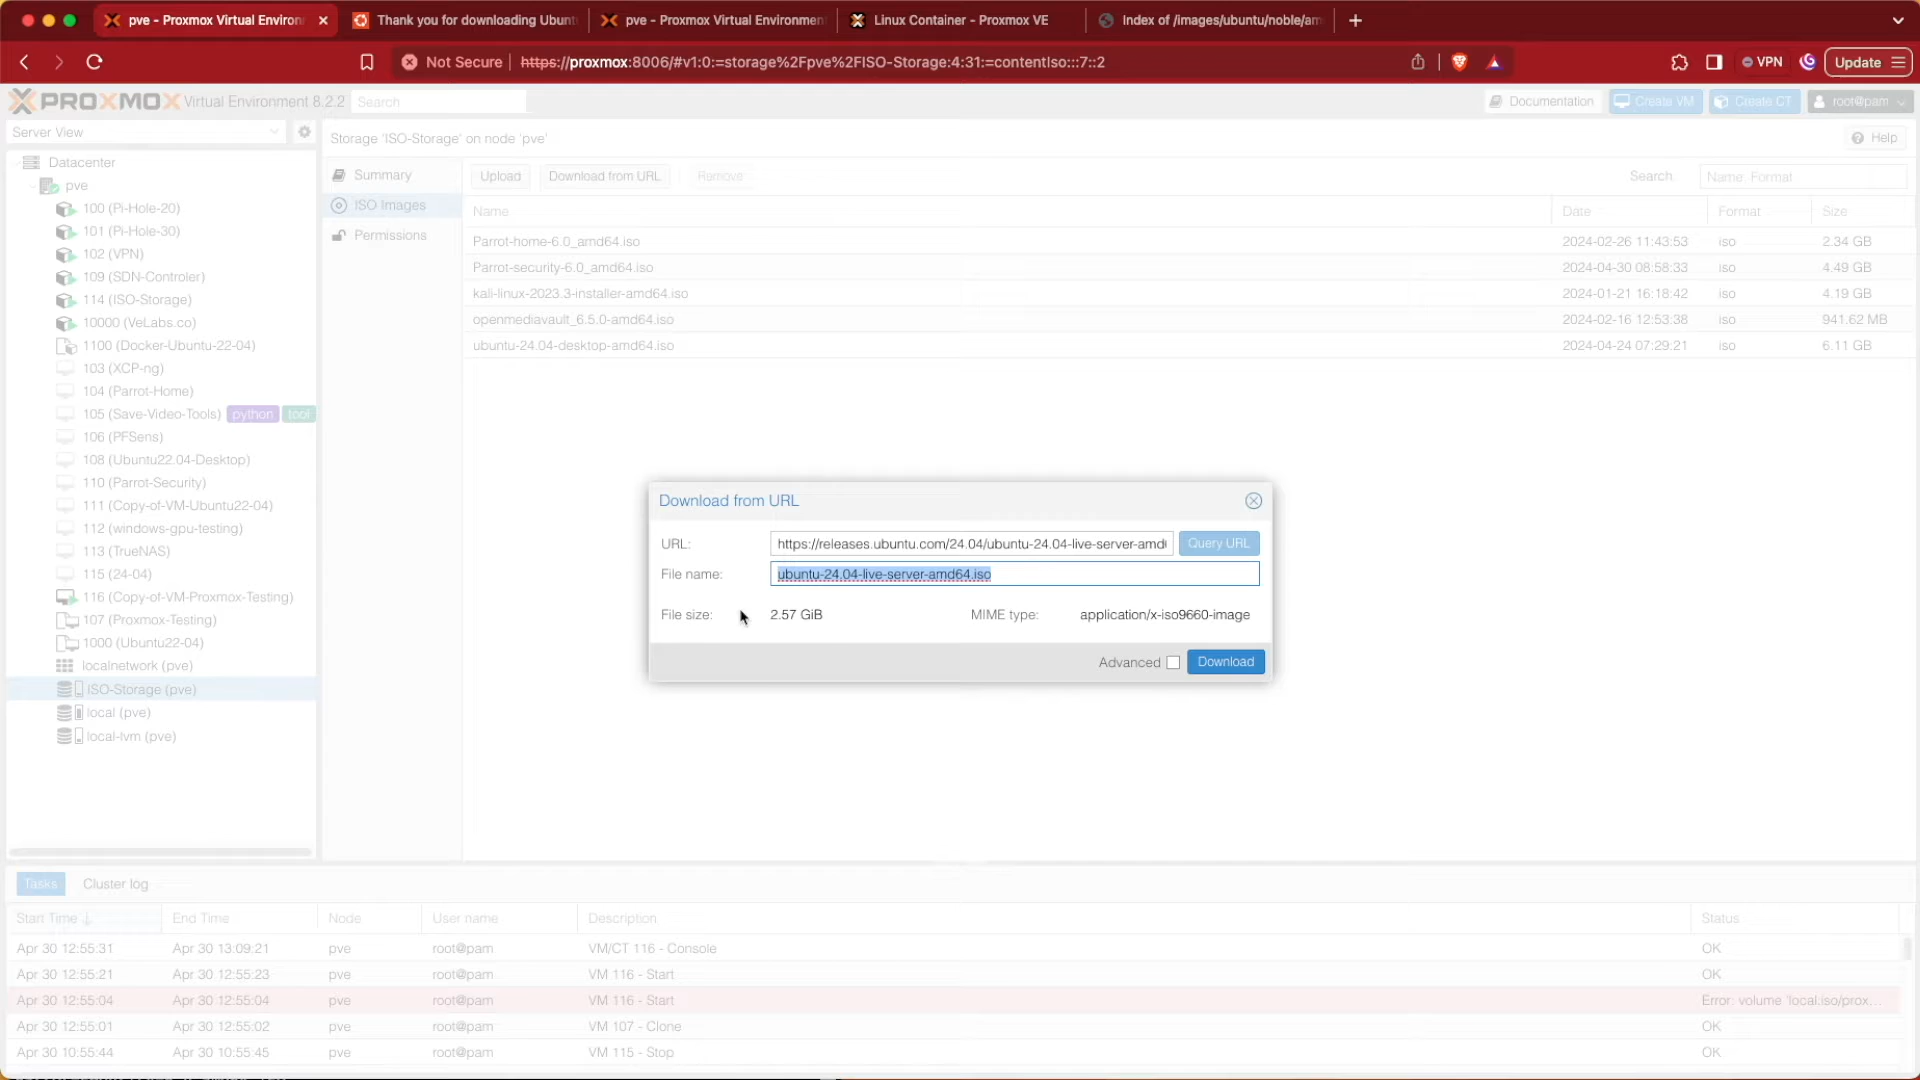 pve - Proxmox Virtual Environ
Thank you for downloading Ubunt
pve - Proxmox Virtual Environment
Linux Container - Proxmox VE
Index of /images/ubuntu/noble/am
Not Secure
https://proxmox:8006/#v1:0:=storage%2Fpve%2FISO-Storage:4:31:=contentIso:::7::2
VPN
Update
PROXMOX Virtual Environment 8.2.2
Search
Documentation
Create VM
Create CT
root@pam
Server View
Storage 'ISO-Storage' on node 'pve'
Help
Datacenter
pve
100 (Pi-Hole-20)
101 (Pi-Hole-30)
102 (VPN)
109 (SDN-Controler)
114 (ISO-Storage)
10000 (VeLabs.co)
1100 (Docker-Ubuntu-22-04)
103 (XCP-ng)
104 (Parrot-Home)
105 (Save-Video-Tools) python tool
106 (PFSens)
108 (Ubuntu22.04-Desktop)
110 (Parrot-Security)
111 (Copy-of-VM-Ubuntu22-04)
112 (windows-gpu-testing)
113 (TrueNAS)
115 (24-04)
116 (Copy-of-VM-Proxmox-Testing)
107 (Proxmox-Testing)
1000 (Ubuntu22-04)
localnetwork (pve)
ISO-Storage (pve)
local (pve)
local-lvm (pve)
Summary
ISO Images
Permissions
Upload
Download from URL
Remove
Search:
Name, Format
Name Date Format Size
Parrot-home-6.0_amd64.iso 2024-02-26 11:43:53 iso 2.34 GB
Parrot-security-6.0_amd64.iso 2024-04-30 08:58:33 iso 4.49 GB
kali-linux-2023.3-installer-amd64.iso 2024-01-21 16:18:42 iso 4.19 GB
openmediavault_6.5.0-amd64.iso 2024-02-16 12:53:38 iso 941.62 MB
ubuntu-24.04-desktop-amd64.iso 2024-04-24 07:29:21 iso 6.11 GB
Download from URL
URL: https://releases.ubuntu.com/24.04/ubuntu-24.04-live-server-amd Query URL
File name: ubuntu-24.04-live-server-amd64.iso
File size: 2.57 GiB MIME type: application/x-iso9660-image
Advanced Download
Tasks Cluster log
Start Time End Time Node User name Description Status
Apr 30 12:55:31 Apr 30 13:09:21 pve root@pam VM/CT 116 - Console OK
Apr 30 12:55:21 Apr 30 12:55:23 pve root@pam VM 116 - Start OK
Apr 30 12:55:04 Apr 30 12:55:04 pve root@pam VM 116 - Start Error: volume 'local:iso/prox...
Apr 30 12:55:01 Apr 30 12:55:02 pve root@pam VM 107 - Clone OK
Apr 30 10:55:44 Apr 30 10:55:45 pve root@pam VM 115 - Stop OK